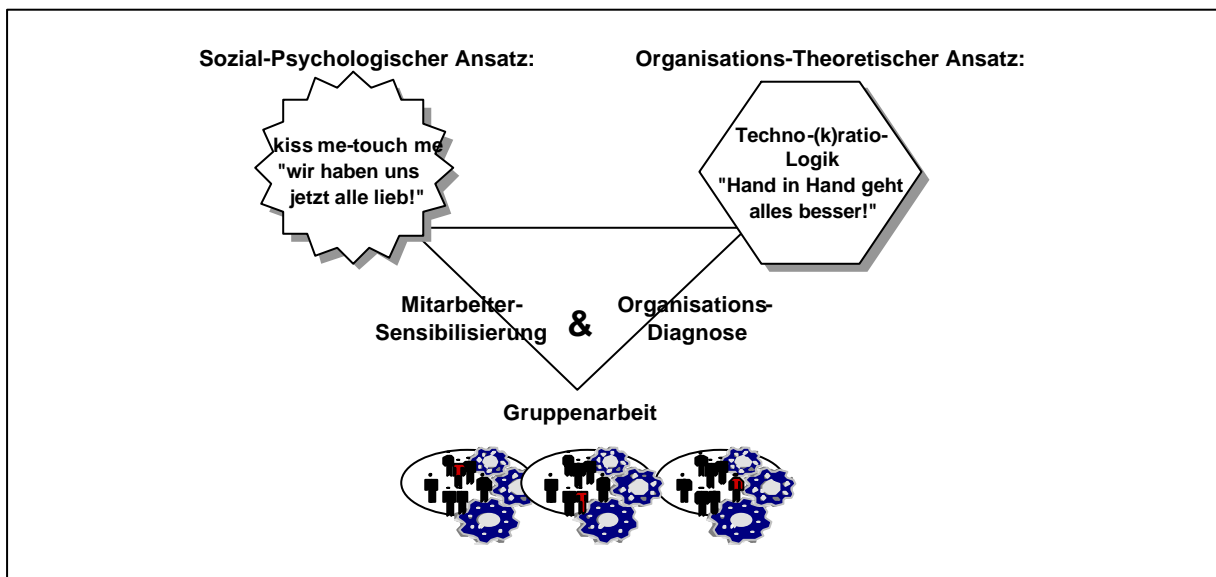 Sozial-Psychologischer Ansatz:
Organisations-Theoretischer Ansatz:
kiss me-touch me
"wir haben uns
jetzt alle lieb!"
Techno-(k)ratio-
Logik
"Hand in Hand geht
alles besser!"
Mitarbeiter-
Sensibilisierung
&
Organisations-
Diagnose
Gruppenarbeit